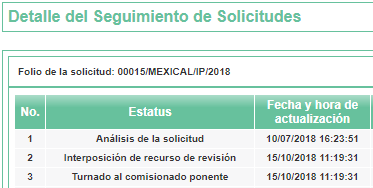 Detalle del Seguimiento de Solicitudes
Folio de la solicitud: 00015/MEXICAL/IP/2018
No. Estatus Fecha y hora de actualización
1 Análisis de la solicitud 10/07/2018 16:23:51
2 Interposición de recurso de revisión 15/10/2018 11:19:31
3 Turnado al comisionado ponente 15/10/2018 11:19:31